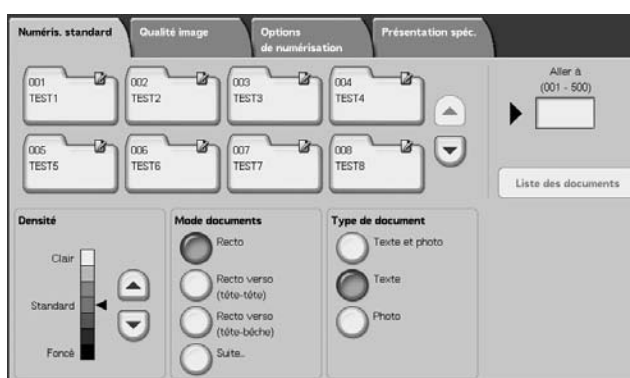 Numéris. standard
Qualité image
Options
de numérisation
Présentation spéc.
001
TEST1
002
TEST2
003
TEST3
004
TEST4
005
TEST5
006
TEST6
007
TEST7
008
TEST8
Aller à
(001 - 500)
Liste des documents
Densité
Clair
Standard
Foncé
Mode documents
Recto
Recto verso
(tête-tête)
Recto verso
(tête-bêche)
Suite...
Type de document
Texte et photo
Texte
Photo